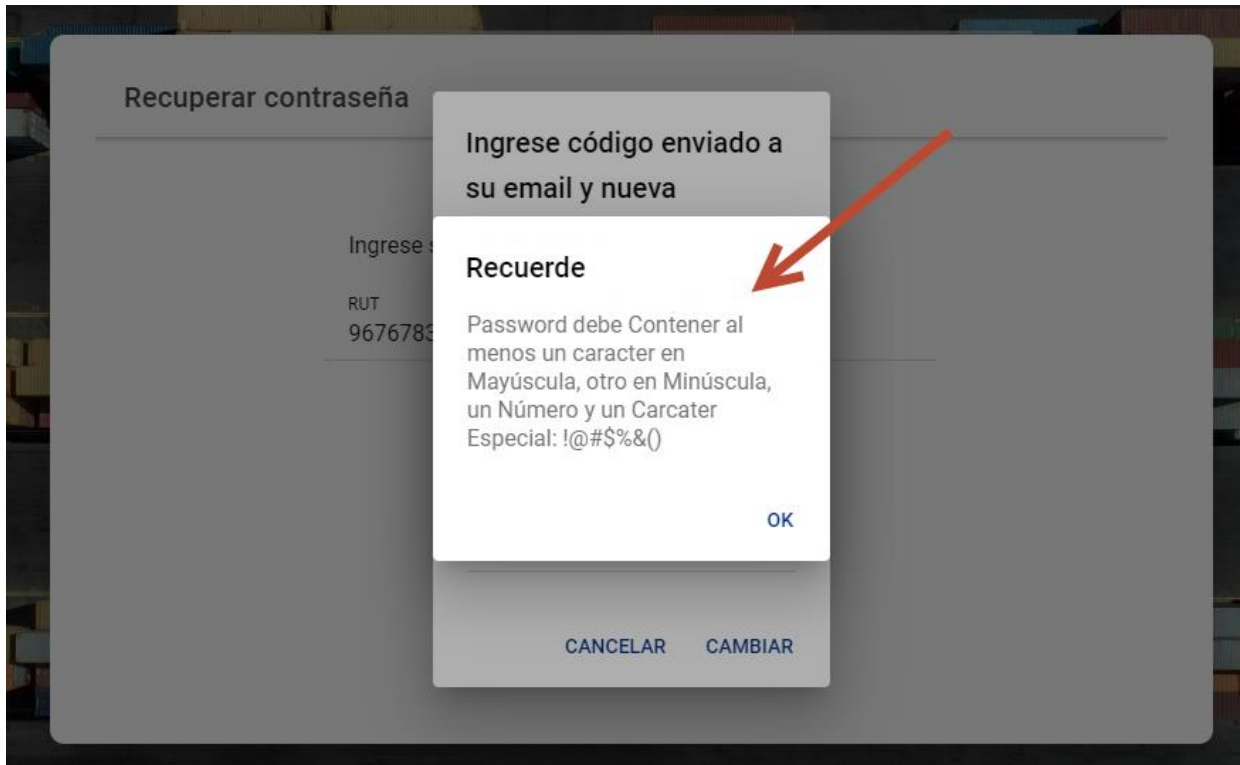 Recuperar contraseña
Ingrese código enviado a
su email y nueva
Ingrese
RUT
9676783
Recuerde
Password debe Contener al
menos un caracter en
Mayúscula, otro en Minúscula,
un Número y un Carcater
Especial: !@#$%&()
OK
CANCELAR CAMBIAR